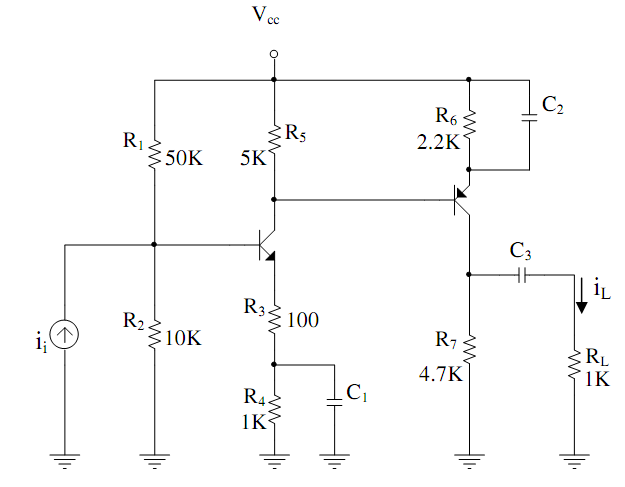 Vcc
R1
50K
R5
5K
R6
2.2K
C2
C3
iL
ii
R2
10K
R3
100
R4
1K
C1
R7
4.7K
RL
1K